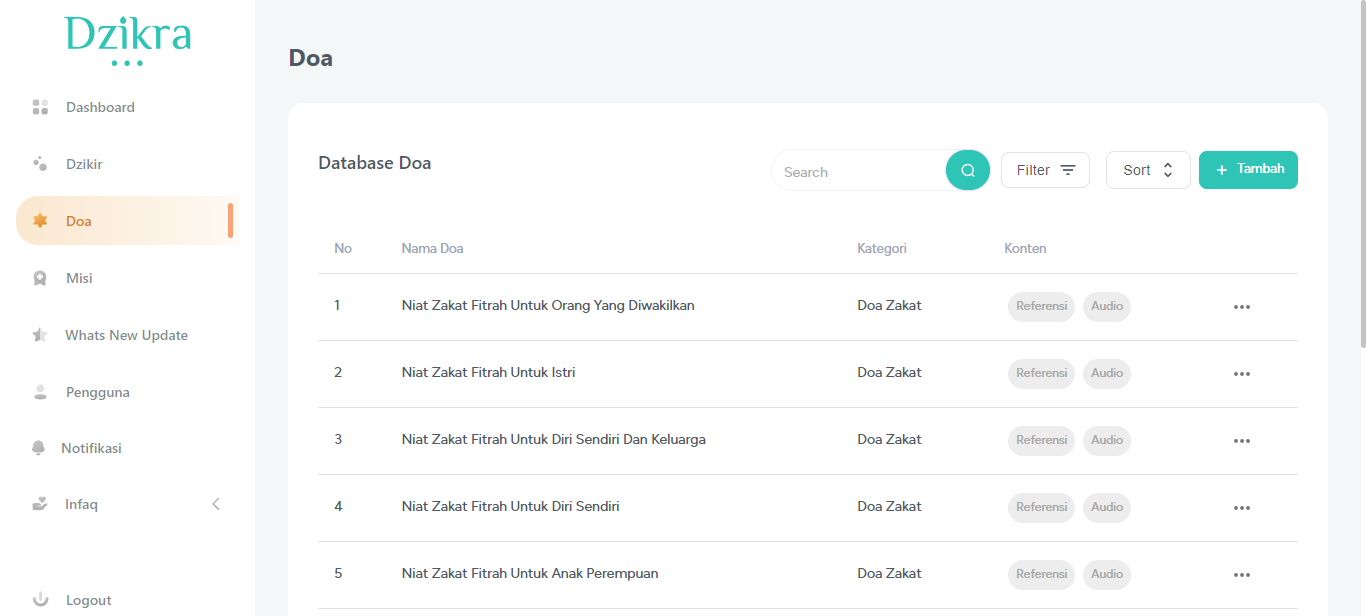 Dzikra
Dashboard
Dzikir
Doa
Misi
Whats New Update
Pengguna
Notifikasi
Infaq
Logout
Doa
Database Doa
Search
Filter
Sort
+ Tambah
No Nama Doa Kategori Konten
1 Niat Zakat Fitrah Untuk Orang Yang Diwakilkan Doa Zakat Referensi Audio
2 Niat Zakat Fitrah Untuk Istri Doa Zakat Referensi Audio
3 Niat Zakat Fitrah Untuk Diri Sendiri Dan Keluarga Doa Zakat Referensi Audio
4 Niat Zakat Fitrah Untuk Diri Sendiri Doa Zakat Referensi Audio
5 Niat Zakat Fitrah Untuk Anak Perempuan Doa Zakat Referensi Audio